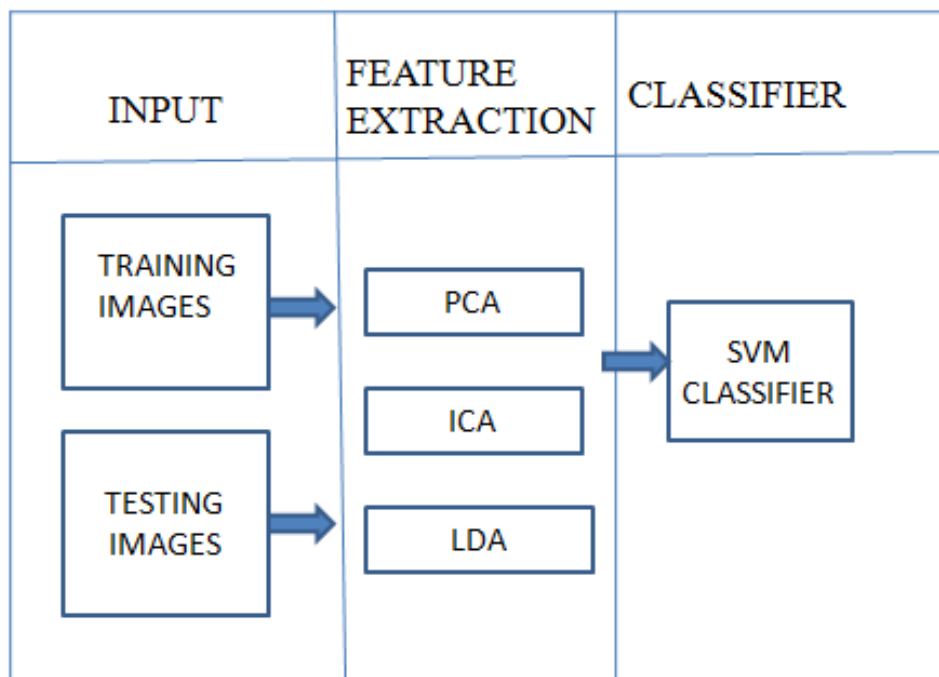 INPUT
FEATURE
EXTRACTION
CLASSIFIER
TRAINING
IMAGES
TESTING
IMAGES
PCA
ICA
LDA
SVM
CLASSIFIER